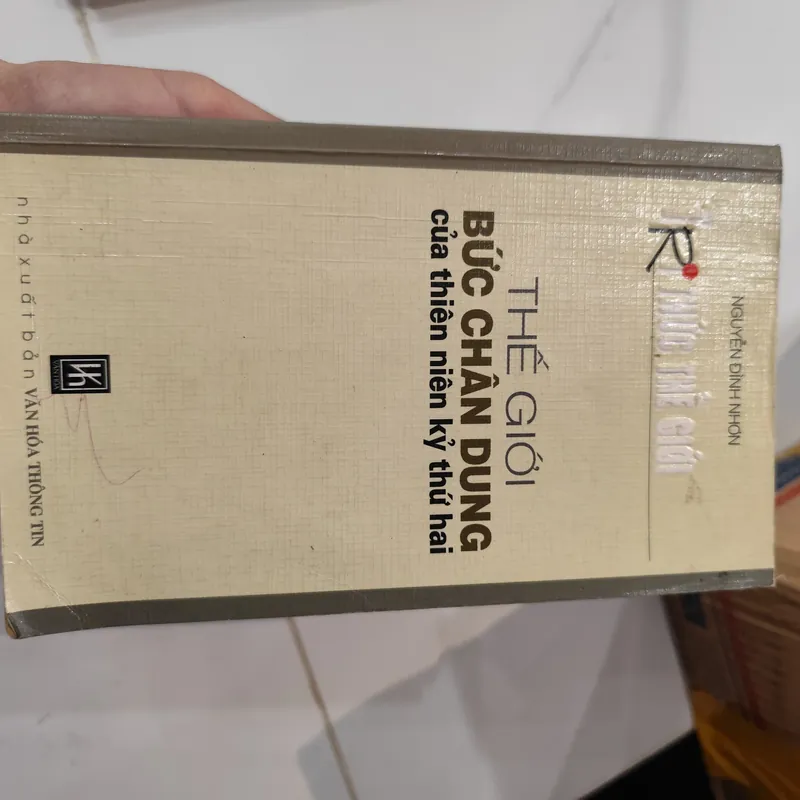 NGUYỄN ĐÌNH NHƠN
TRI THỨC THẾ GIỚI
THẾ GIỚI
BỨC CHÂN DUNG
của thiên niên kỷ thứ hai
nhà xuất bản VĂN HÓA THÔNG TIN